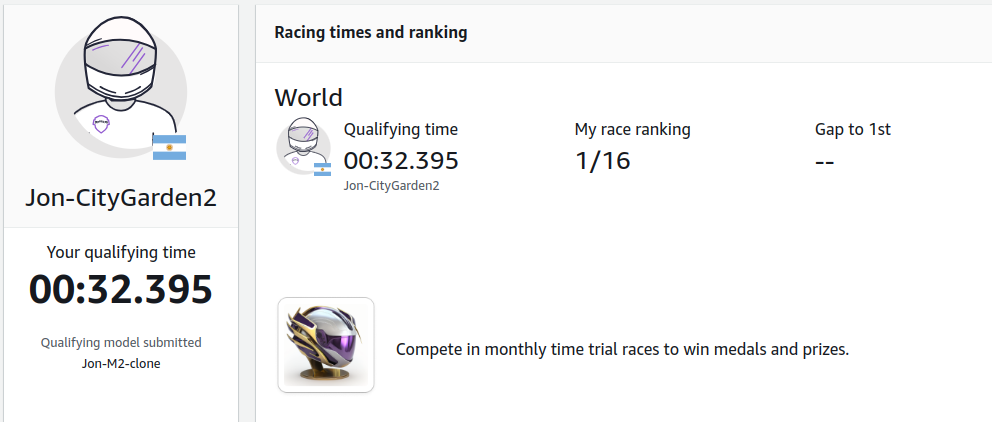 Jon-CityGarden2
Your qualifying time
00:32.395
Qualifying model submitted
Jon-M2-clone
Racing times and ranking
World
Qualifying time
00:32.395
Jon-CityGarden2
My race ranking
1/16
Gap to 1st
--
Compete in monthly time trial races to win medals and prizes.